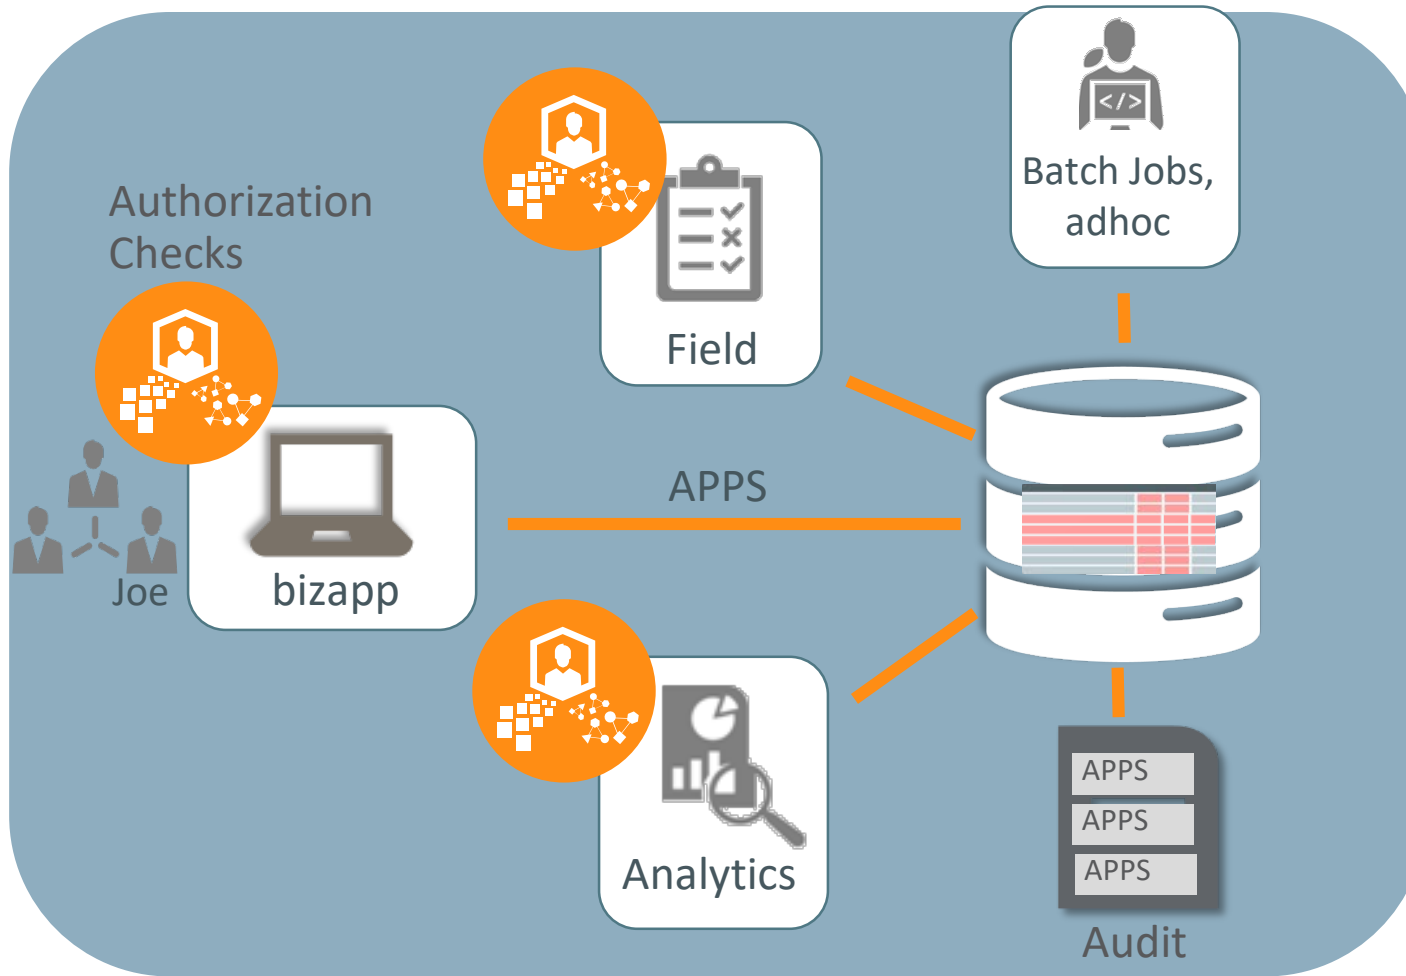 Batch Jobs,
adhoc
</>
Authorization
Checks
Field
APPS
Joe
bizapp
Analytics
APPS
APPS
APPS
Audit